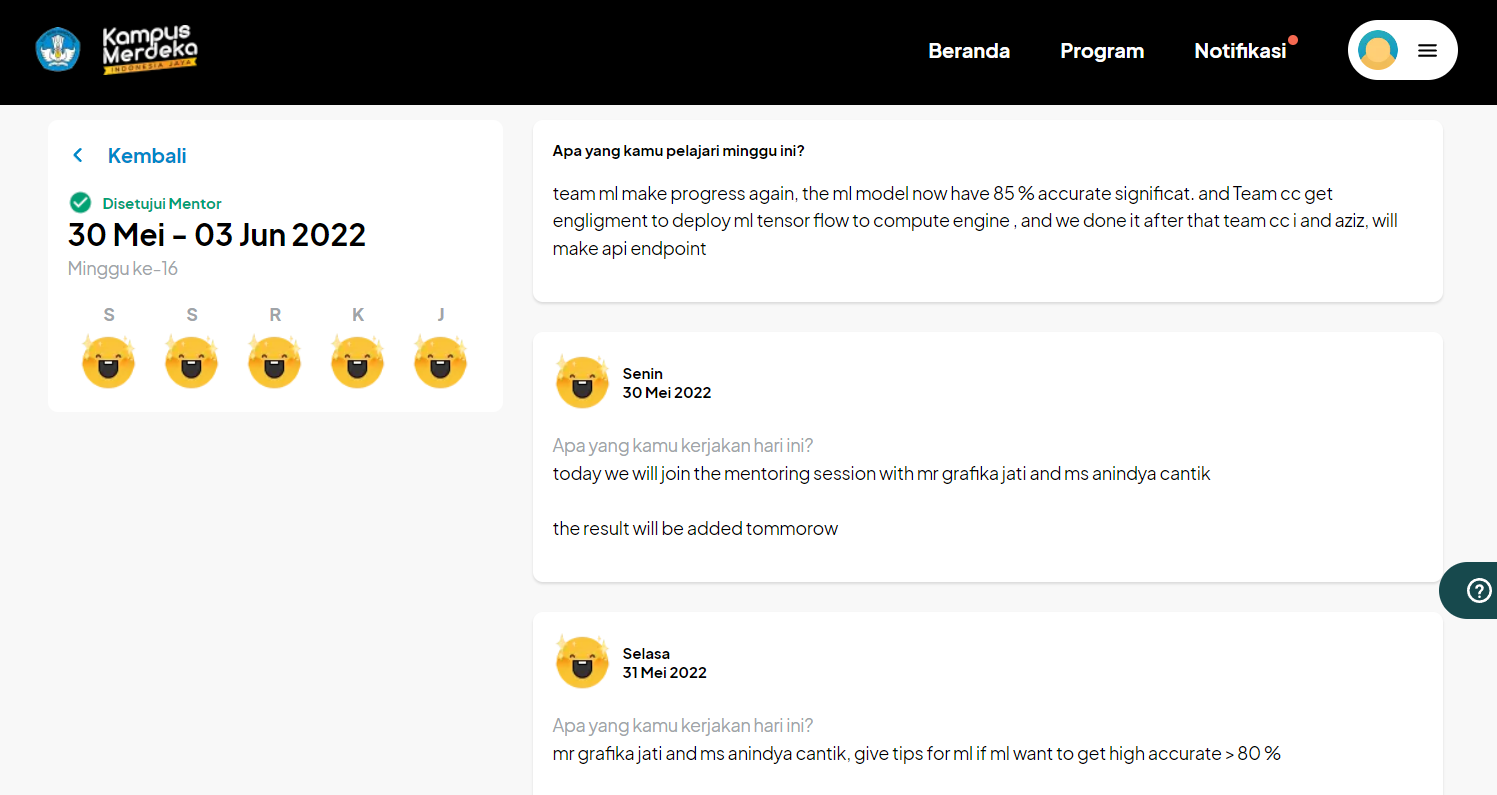 Kampus
Merdeka
INDONESIA JAYA
Beranda
Program
Notifikasi
Kembali
Disetujui Mentor
30 Mei - 03 Jun 2022
Minggu ke-16
S S R K J
Apa yang kamu pelajari minggu ini?
team ml make progress again, the ml model now have 85 % accurate significat. and Team cc get
engligment to deploy ml tensor flow to compute engine , and we done it after that team cc i and aziz, will
make api endpoint
Senin
30 Mei 2022
Apa yang kamu kerjakan hari ini?
today we will join the mentoring session with mr grafika jati and ms anindya cantik
the result will be added tommorow
Selasa
31 Mei 2022
Apa yang kamu kerjakan hari ini?
mr grafika jati and ms anindya cantik, give tips for ml if ml want to get high accurate > 80 %